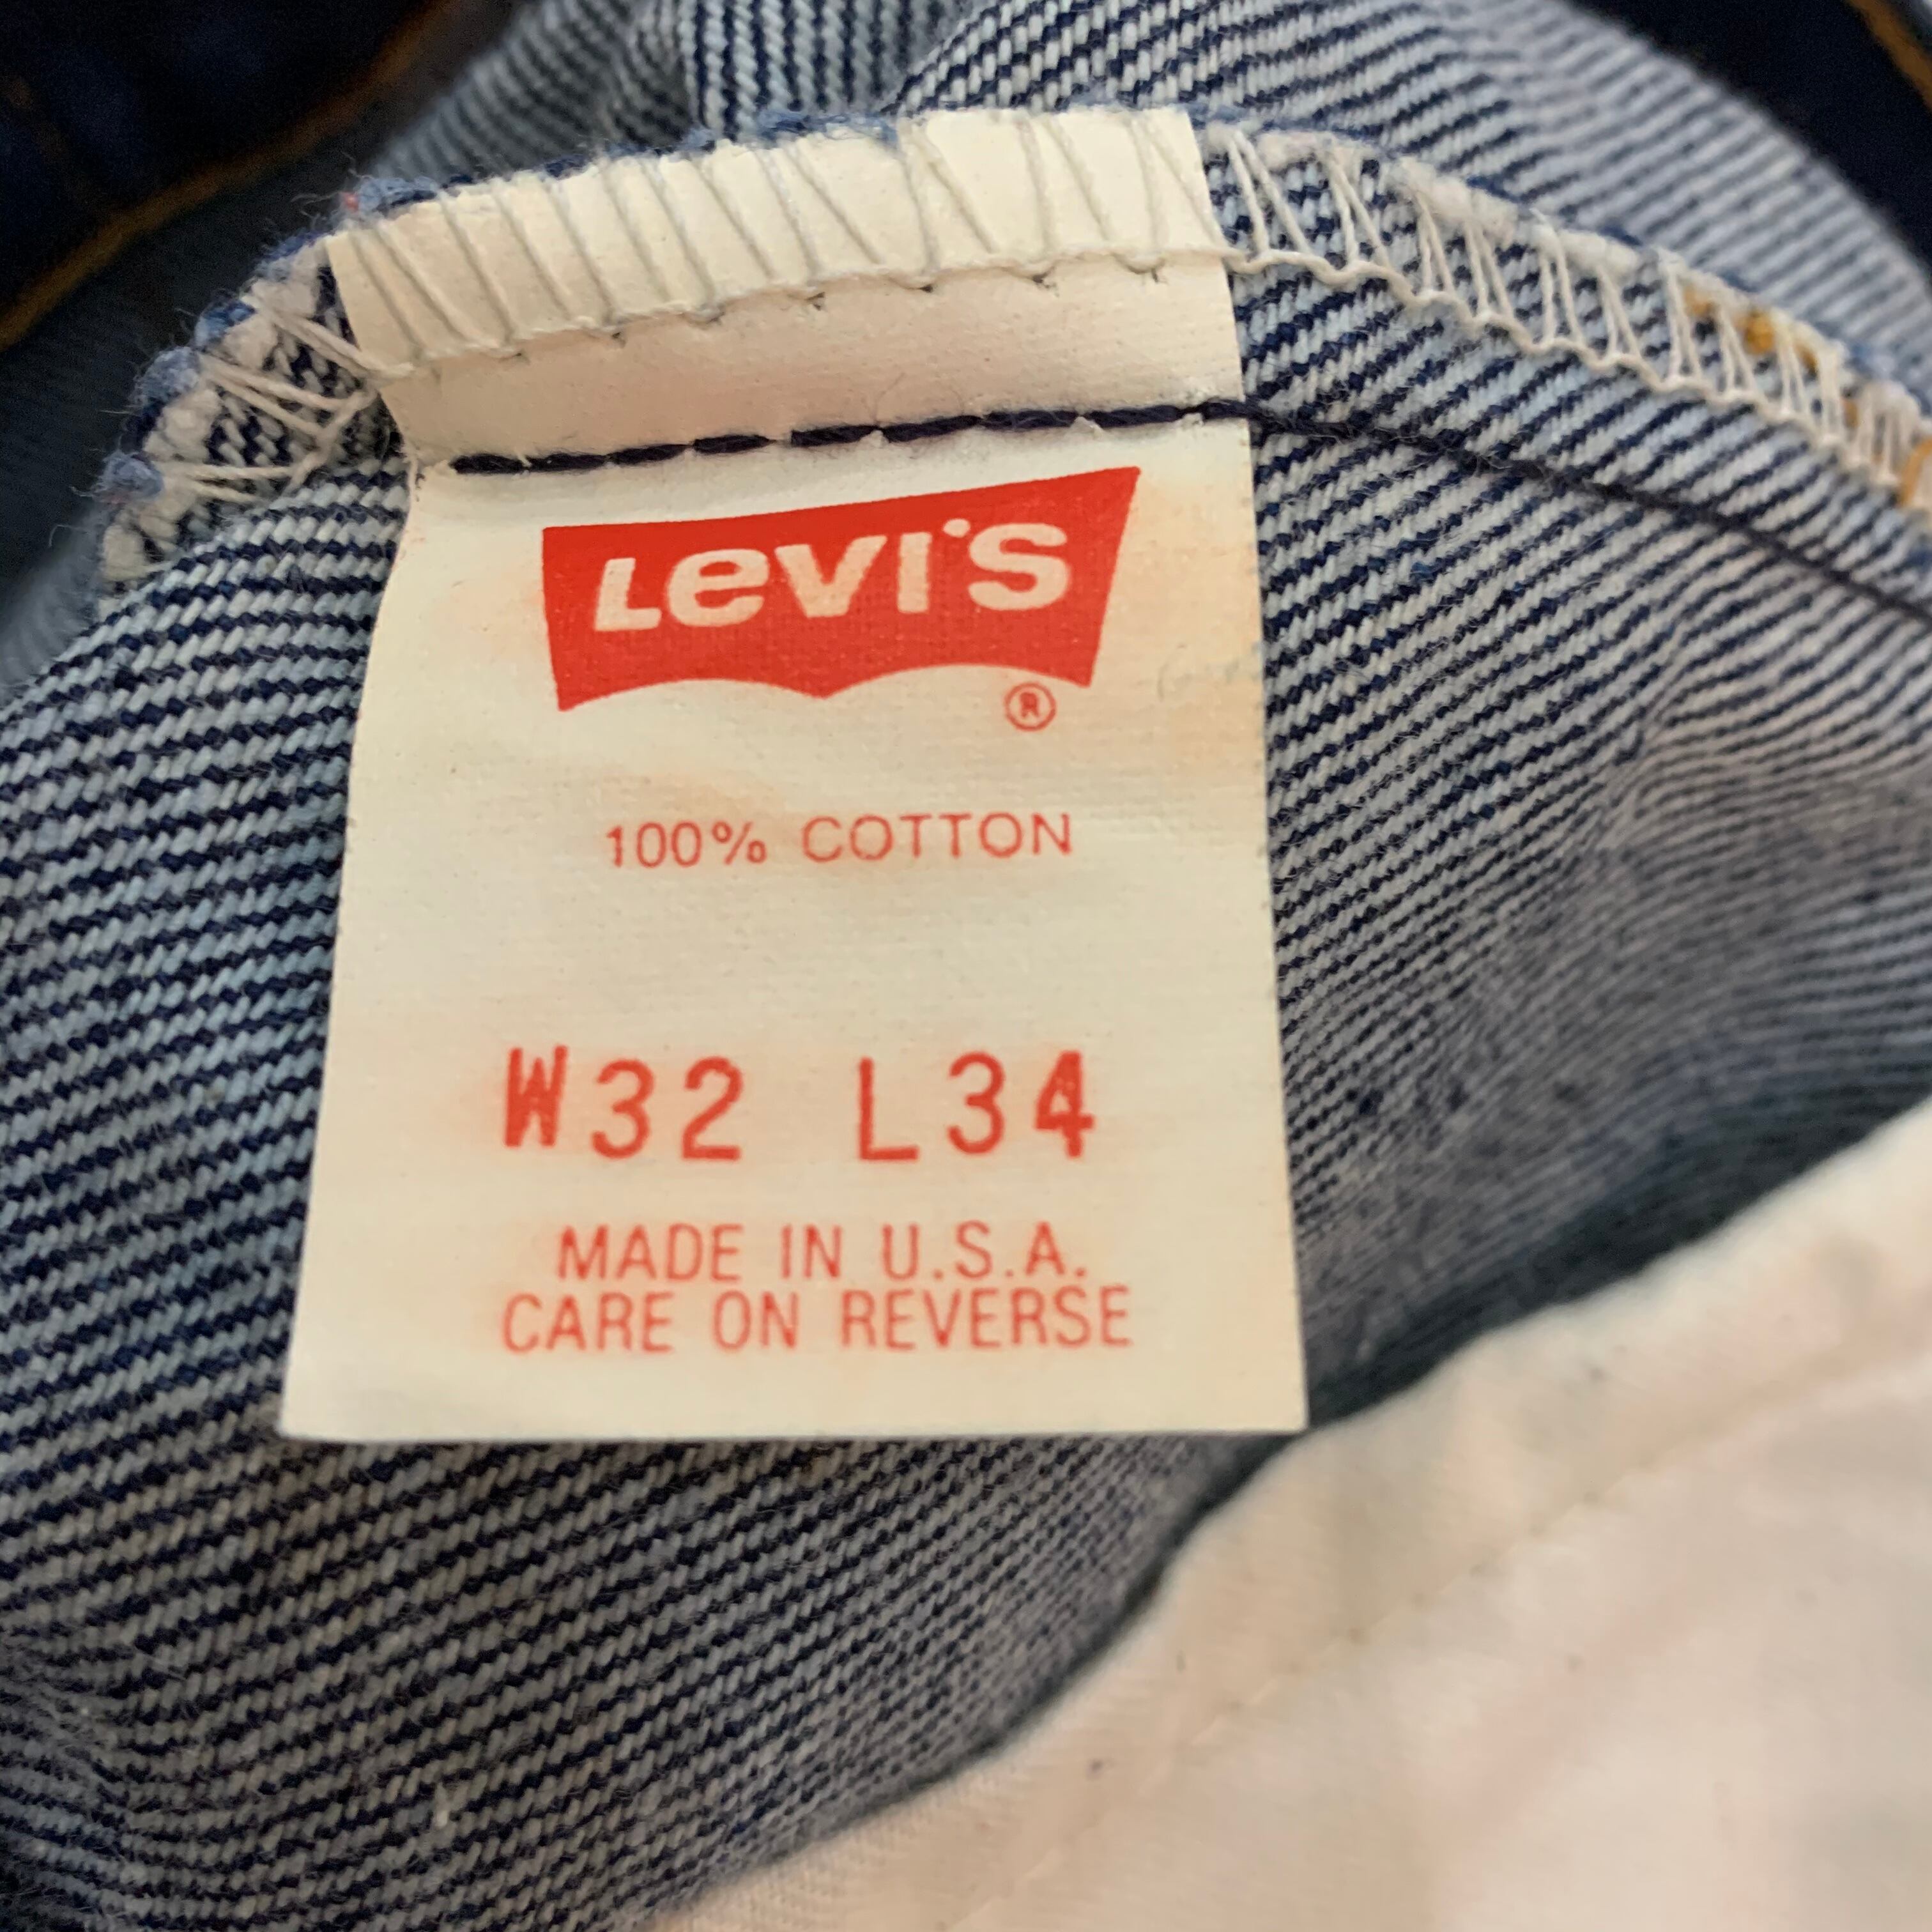 LEVI'S
®
100% COTTON
W32 L34
MADE IN U.S.A.
CARE ON REVERSE